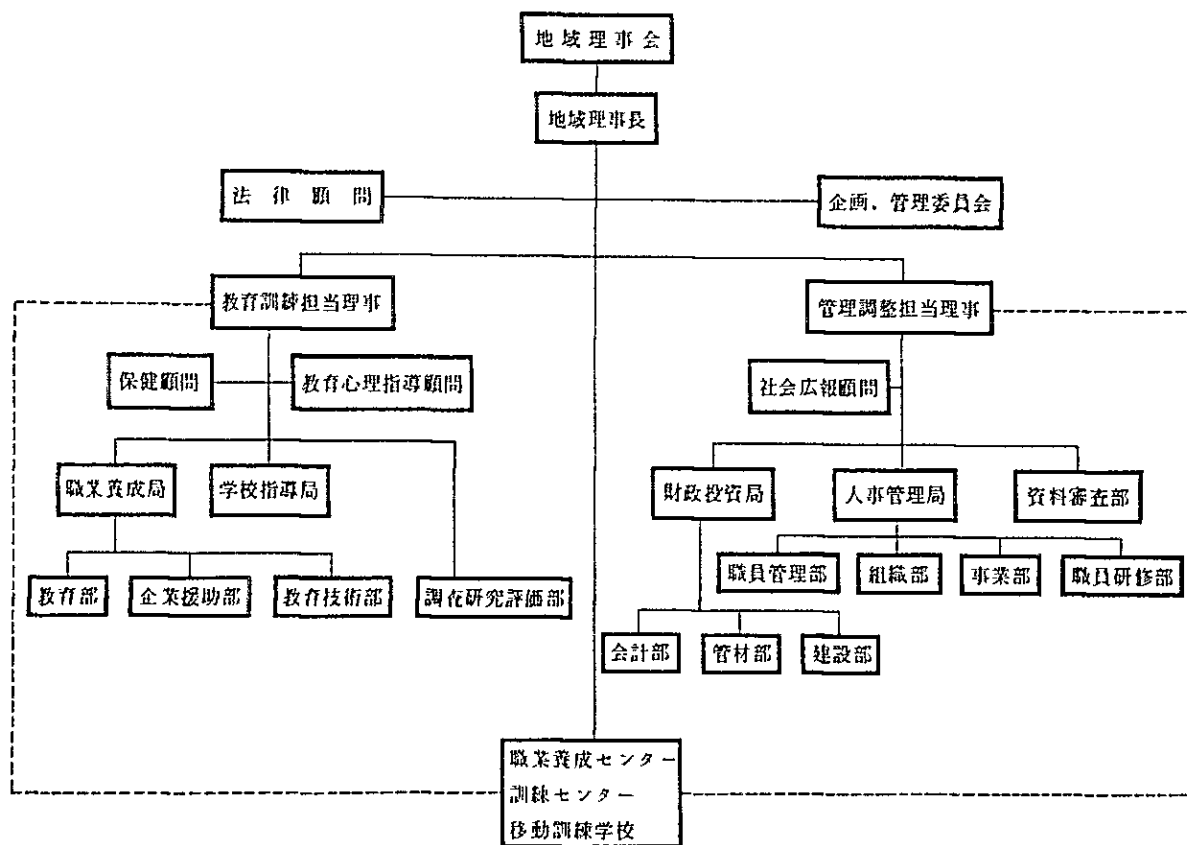 地域理事会
地域理事長
法律顧問
企画、管理委員会
教育訓練担当理事
管理調整担当理事
保健顧問
教育心理指導顧問
社会広報顧問
職業養成局
学校指導局
財政投資局
人事管理局
資料審査部
教育部
企業援助部
教育技術部
調査研究評価部
職員管理部
組織部
事業部
職員研修部
会計部
管材部
建設部
職業養成センター
訓練センター
移動訓練学校